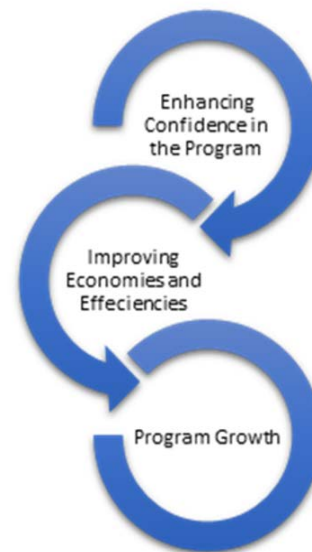 Enhancing
Confidence in
the Program
Improving
Economies and
Effeciencies
Program Growth